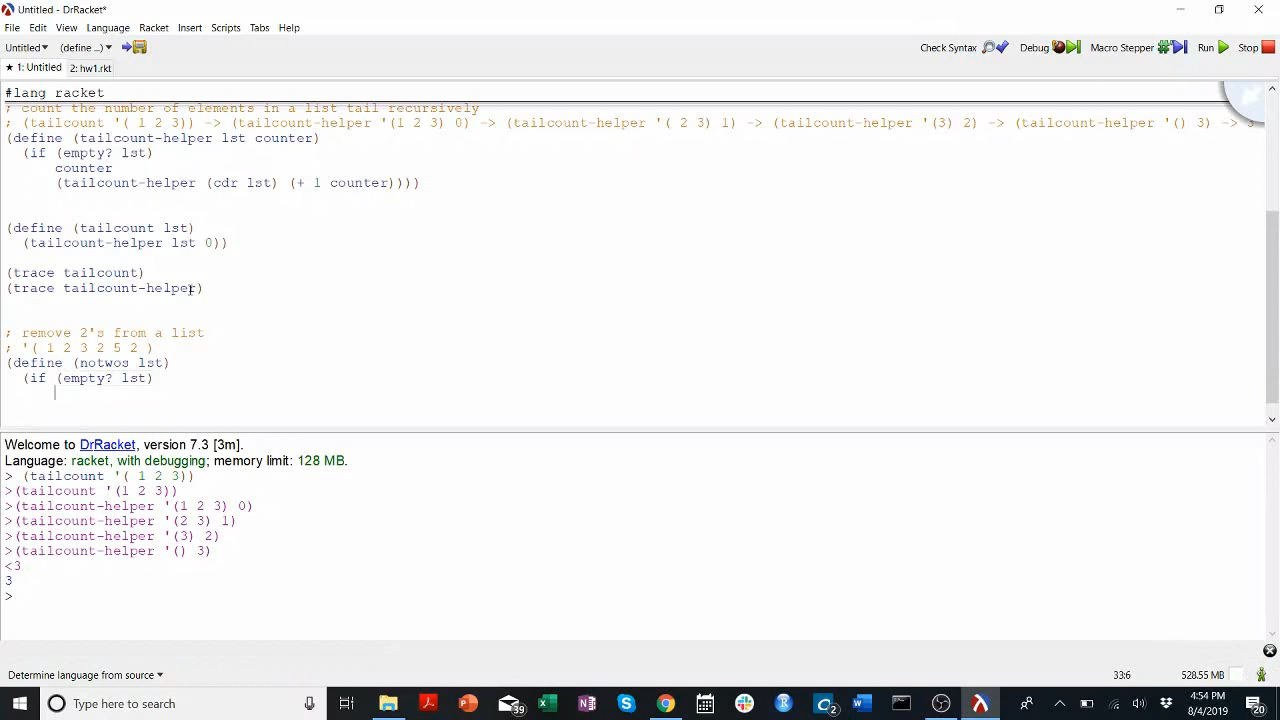 Untitled - DrRacket*
File Edit View Language Racket Insert Scripts Tabs Help
Untitled▾ (define ...)▾ Check Syntax Debug Macro Stepper Run Stop
★ 1: Untitled 2: hw1.rkt
#lang racket
; count the number of elements in a list tail recursively
; (tailcount '( 1 2 3)) -> (tailcount-helper '(1 2 3) 0) -> (tailcount-helper '( 2 3) 1) -> (tailcount-helper '(3) 2) -> (tailcount-helper '() 3) -> 3
(define (tailcount-helper lst counter)
  (if (empty? lst)
      counter
      (tailcount-helper (cdr lst) (+ 1 counter))))
(define (tailcount lst)
  (tailcount-helper lst 0))
(trace tailcount)
(trace tailcount-helper)
; remove 2's from a list
; '( 1 2 3 2 5 2 )
(define (notwos lst)
  (if (empty? lst)
Welcome to DrRacket, version 7.3 [3m].
Language: racket, with debugging; memory limit: 128 MB.
> (tailcount '( 1 2 3))
>(tailcount '(1 2 3))
>(tailcount-helper '(1 2 3) 0)
>(tailcount-helper '(2 3) 1)
>(tailcount-helper '(3) 2)
>(tailcount-helper '() 3)
<3
3
>
Determine language from source▾ 33:6 528.55 MB
Type here to search 39 2 4:54 PM
8/4/2019 20